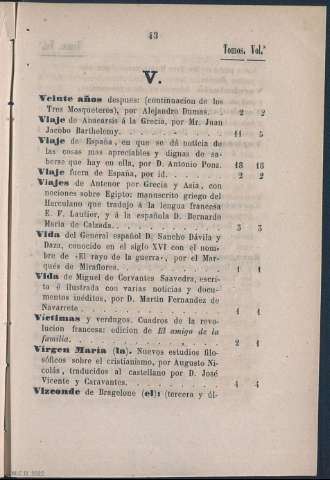 43
Tomos. Vol.ˢ
V.
Veinte años despues: (continuacion de los
Tres Mosqueteros), por Alejandro Dumas. . 2 2
Viaje de Anacarsis á la Grecia, por Mr. Juan
Jacobo Barthelemy. . . . . . . . . . 11 5
Viaje de España, en que se dá noticia de
las cosas mas apreciables y dignas de sa-
berse que hay en ella, por D. Antonio Ponz. 18 18
Viaje fuera de España, por id. . . . . . . 2 2
Viajes de Antenor por Grecia y Asia, con
nociones sobre Egipto: manuscrito griego del
Herculano que tradujo á la lengua francesa
E. F. Lautier, y á la española D. Bernardo
Maria de Calzada. . . . . . . . . . 3 3
Vida del General español D. Sancho Dávila y
Daza, conocido en el siglo XVI con el nom-
bre de «El rayo de la guerra», por el Mar-
qués de Miraflores. . . . . . . . . . 1 1
Vida de Miguel de Cervantes Saavedra, escri-
ta é ilustrada con varias noticias y docu-
mentos inéditos, por D. Martin Fernandez de
Navarrete. . . . . . . . . . . . . 1 1
Víctimas y verdugos. Cuadros de la revolu-
cion francesa: edicion de El amigo de la
familia. . . . . . . . . . . . . . 2 1
Vírgen María (la). Nuevos estudios filo-
sóficos sobre el cristianismo, por Augusto Ni-
colás, traducidos al castellano por D. José
Vicente y Caravantes. . . . . . . . . 4 4
Vizconde de Bragelone (el): (tercera y úl-